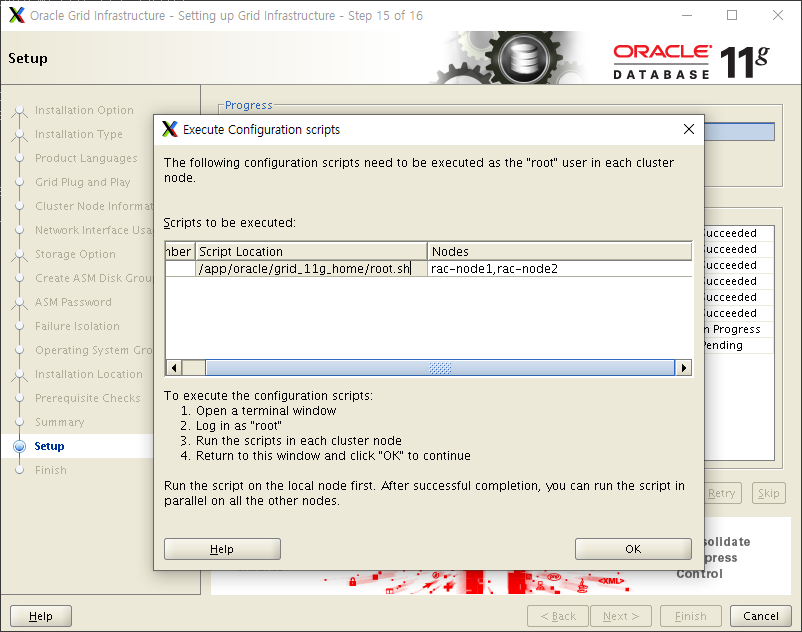 Oracle Grid Infrastructure - Setting up Grid Infrastructure - Step 15 of 16
Setup
ORACLE
DATABASE
11g
Installation Option
Installation Type
Product Languages
Grid Plug and Play
Cluster Node Informat
Network Interface Usa
Storage Option
Create ASM Disk Grou
ASM Password
Failure Isolation
Operating System Gro
Installation Location
Prerequisite Checks
Summary
Setup
Finish
Progress
Execute Configuration scripts
The following configuration scripts need to be executed as the "root" user in each cluster
node.
Scripts to be executed:
mber Script Location Nodes
/app/oracle/grid_11g_home/root.sh rac-node1,rac-node2
To execute the configuration scripts:
1. Open a terminal window
2. Log in as "root"
3. Run the scripts in each cluster node
4. Return to this window and click "OK" to continue
Run the script on the local node first. After successful completion, you can run the script in
parallel on all the other nodes.
Help OK
Succeeded
Succeeded
Succeeded
Succeeded
Succeeded
Succeeded
n Progress
Pending
Retry Skip
solidate
press
Control
<XML>
Help < Back Next > Finish Cancel